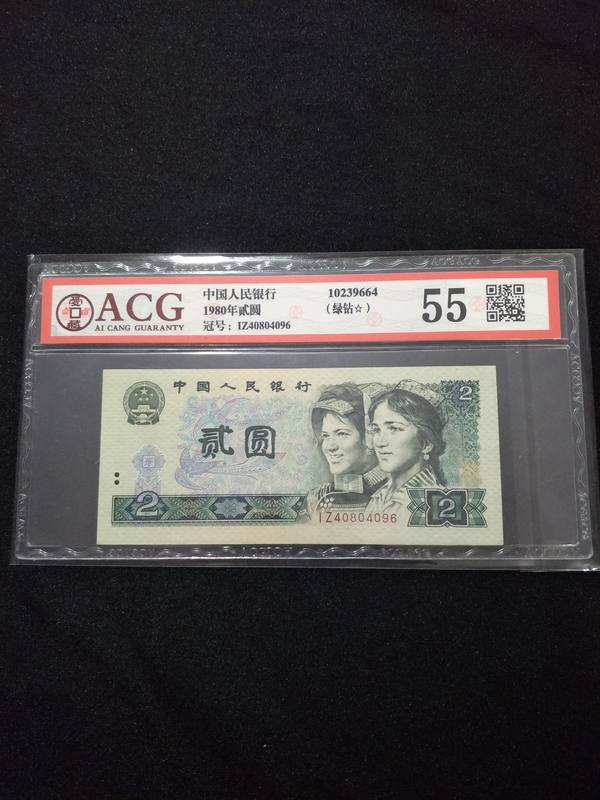 ACG
AI CANG GUARANTY
中国人民银行
1980年贰圆
冠号：IZ40804096
10239664
（绿钻☆）
55
中国人民银行
贰圆
2
2
2
IZ40804096